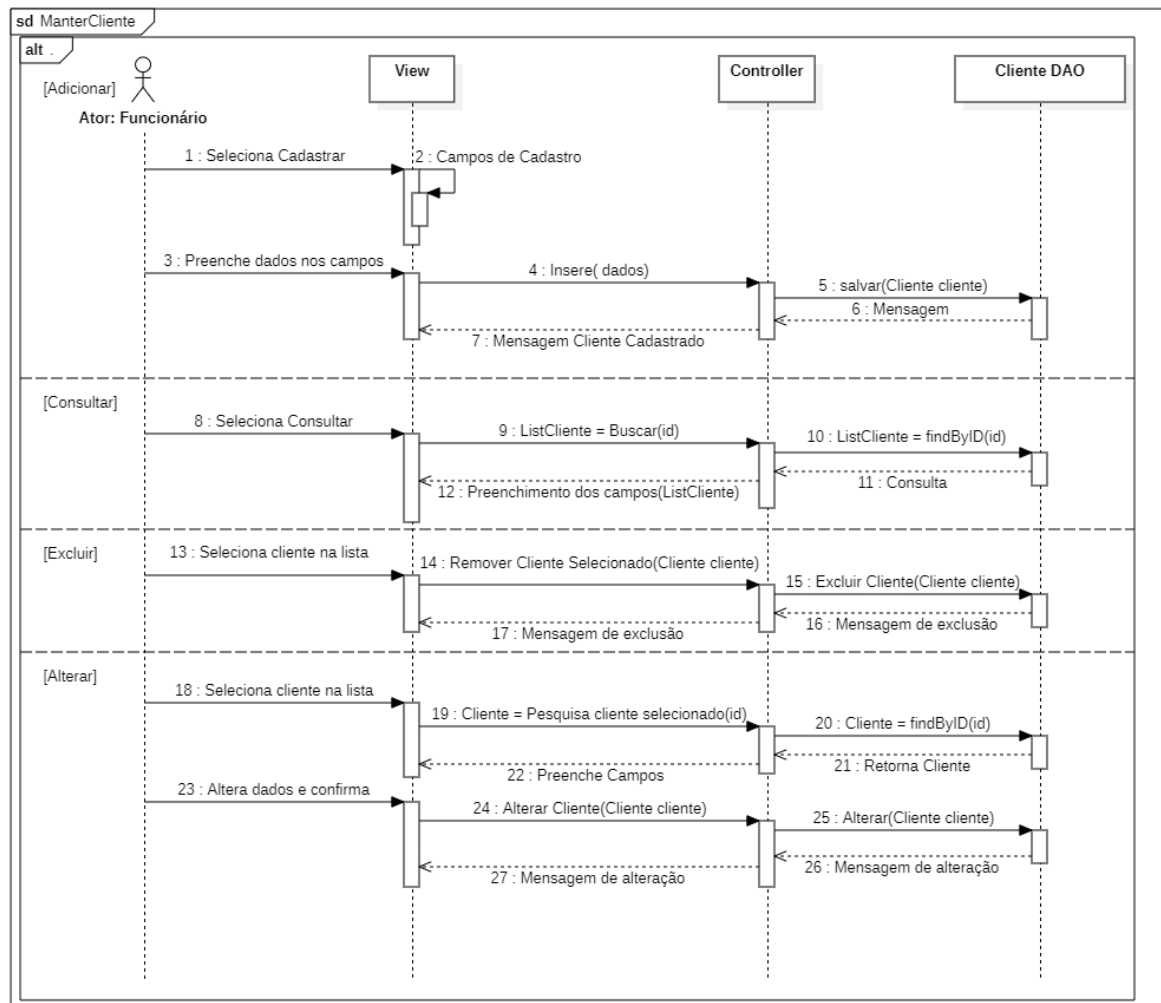 sd ManterCliente
alt .
[Adicionar]
Ator: Funcionário
View
Controller
Cliente DAO
1 : Seleciona Cadastrar
2 : Campos de Cadastro
3 : Preenche dados nos campos
4 : Insere( dados)
5 : salvar(Cliente cliente)
6 : Mensagem
7 : Mensagem Cliente Cadastrado
[Consultar]
8 : Seleciona Consultar
9 : ListCliente = Buscar(id)
10 : ListCliente = findByID(id)
11 : Consulta
12 : Preenchimento dos campos(ListCliente)
[Excluir]
13 : Seleciona cliente na lista
14 : Remover Cliente Selecionado(Cliente cliente)
15 : Excluir Cliente(Cliente cliente)
16 : Mensagem de exclusão
17 : Mensagem de exclusão
[Alterar]
18 : Seleciona cliente na lista
19 : Cliente = Pesquisa cliente selecionado(id)
20 : Cliente = findByID(id)
21 : Retorna Cliente
22 : Preenche Campos
23 : Altera dados e confirma
24 : Alterar Cliente(Cliente cliente)
25 : Alterar(Cliente cliente)
26 : Mensagem de alteração
27 : Mensagem de alteração